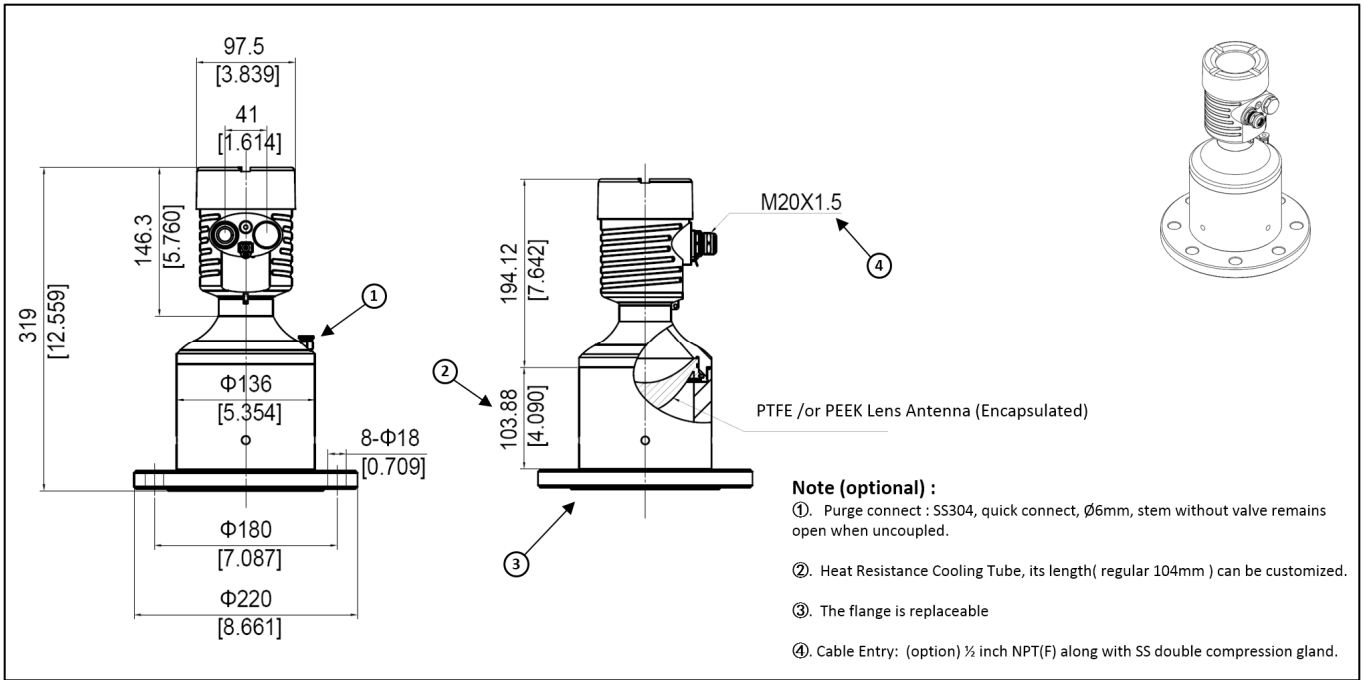 97.5
[3.839]
41
[1.614]
146.3
[5.760]
319
[12.559]
1
Φ136
[5.354]
8-Φ18
[0.709]
Φ180
[7.087]
Φ220
[8.661]
M20X1.5
4
194.12
[7.642]
2
103.88
[4.090]
PTFE /or PEEK Lens Antenna (Encapsulated)
3
Note (optional) :
①. Purge connect : SS304, quick connect, Ø6mm, stem without valve remains
open when uncoupled.
②. Heat Resistance Cooling Tube, its length( regular 104mm ) can be customized.
③. The flange is replaceable
④. Cable Entry: (option) ½ inch NPT(F) along with SS double compression gland.